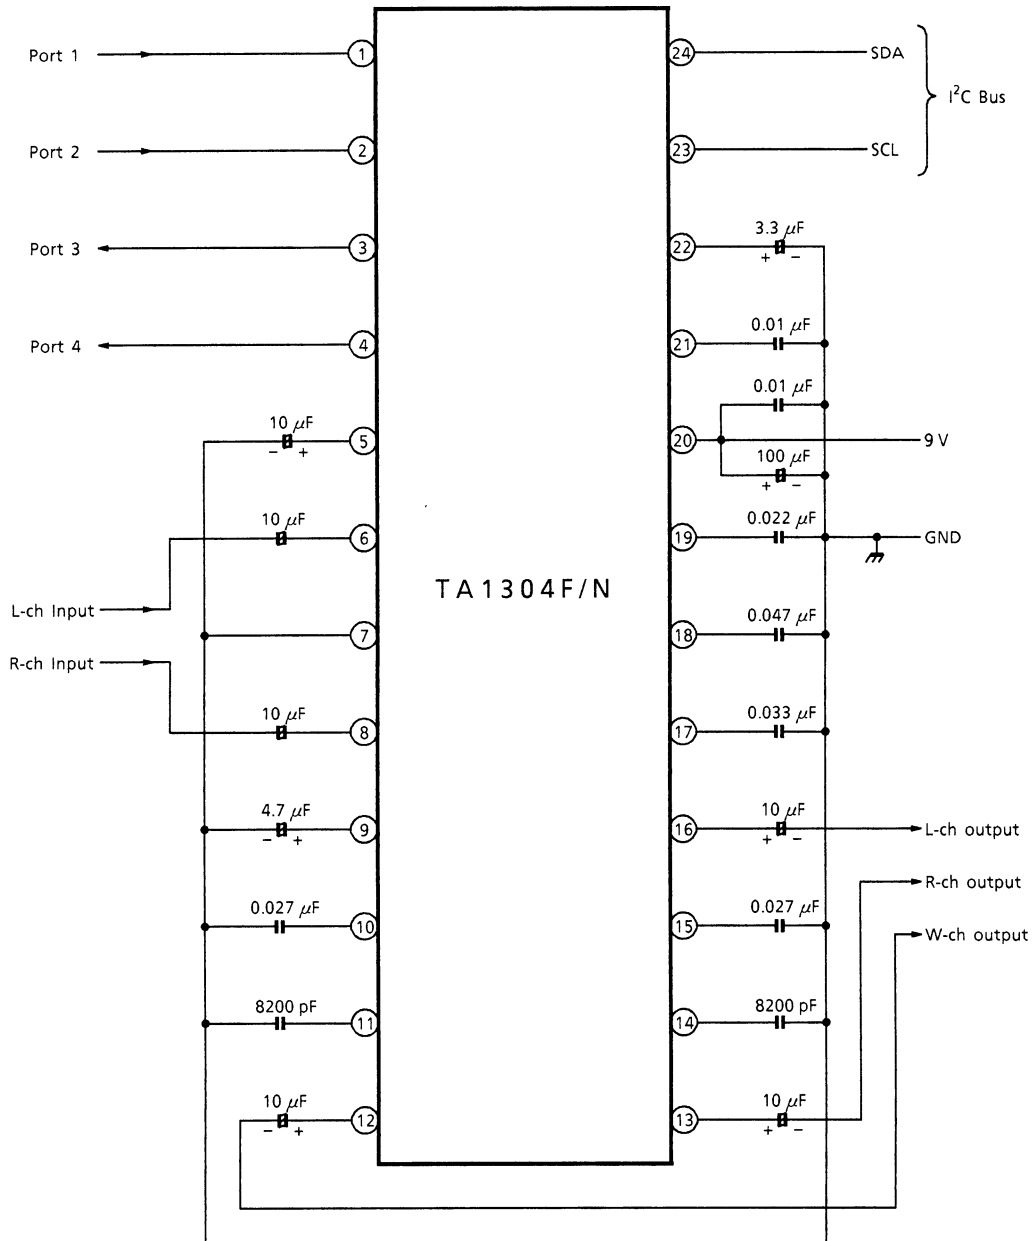 Port 1
1
24
SDA
I²C Bus
Port 2
2
23
SCL
Port 3
3
22
3.3 μF
+ −
Port 4
4
21
0.01 μF
0.01 μF
10 μF
− +
5
20
9 V
100 μF
+ −
10 μF
6
19
0.022 μF
GND
TA1304F/N
L-ch Input
7
18
0.047 μF
R-ch Input
10 μF
8
17
0.033 μF
4.7 μF
− +
9
16
10 μF
+ −
L-ch output
R-ch output
0.027 μF
10
15
0.027 μF
W-ch output
8200 pF
11
14
8200 pF
10 μF
− +
12
13
10 μF
+ −